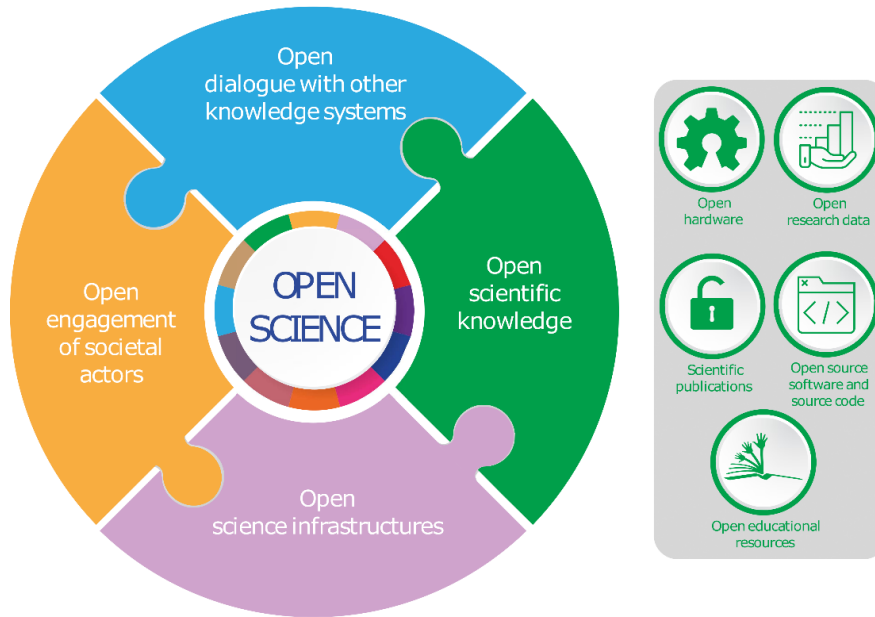 Open
dialogue with other
knowledge systems
Open
scientific
knowledge
Open
engagement
of societal
actors
OPEN
SCIENCE
Open
science infrastructures
Open
hardware
Open
research data
Scientific
publications
</>
Open source
software and
source code
Open educational
resources